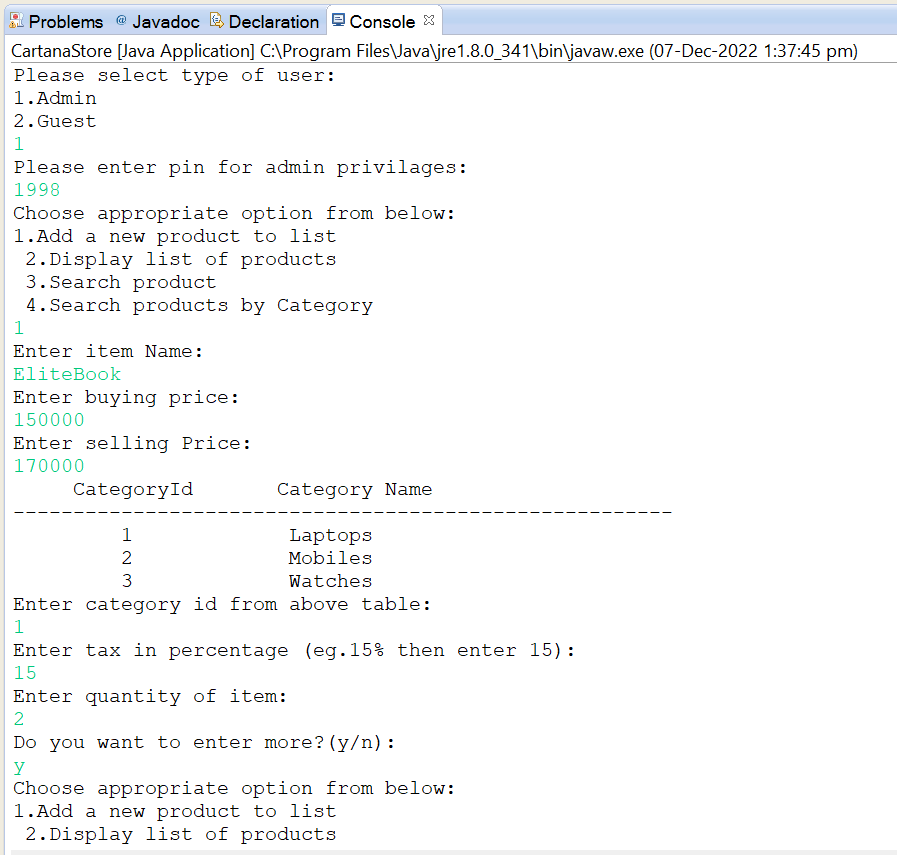 Problems @ Javadoc Declaration Console
CartanaStore [Java Application] C:\Program Files\Java\jre1.8.0_341\bin\javaw.exe (07-Dec-2022 1:37:45 pm)
Please select type of user:
1.Admin
2.Guest
1
Please enter pin for admin privilages:
1998
Choose appropriate option from below:
1.Add a new product to list
 2.Display list of products
 3.Search product
 4.Search products by Category
1
Enter item Name:
EliteBook
Enter buying price:
150000
Enter selling Price:
170000
     CategoryId       Category Name
-------------------------------------------------------
         1             Laptops
         2             Mobiles
         3             Watches
Enter category id from above table:
1
Enter tax in percentage (eg.15% then enter 15):
15
Enter quantity of item:
2
Do you want to enter more?(y/n):
y
Choose appropriate option from below:
1.Add a new product to list
 2.Display list of products